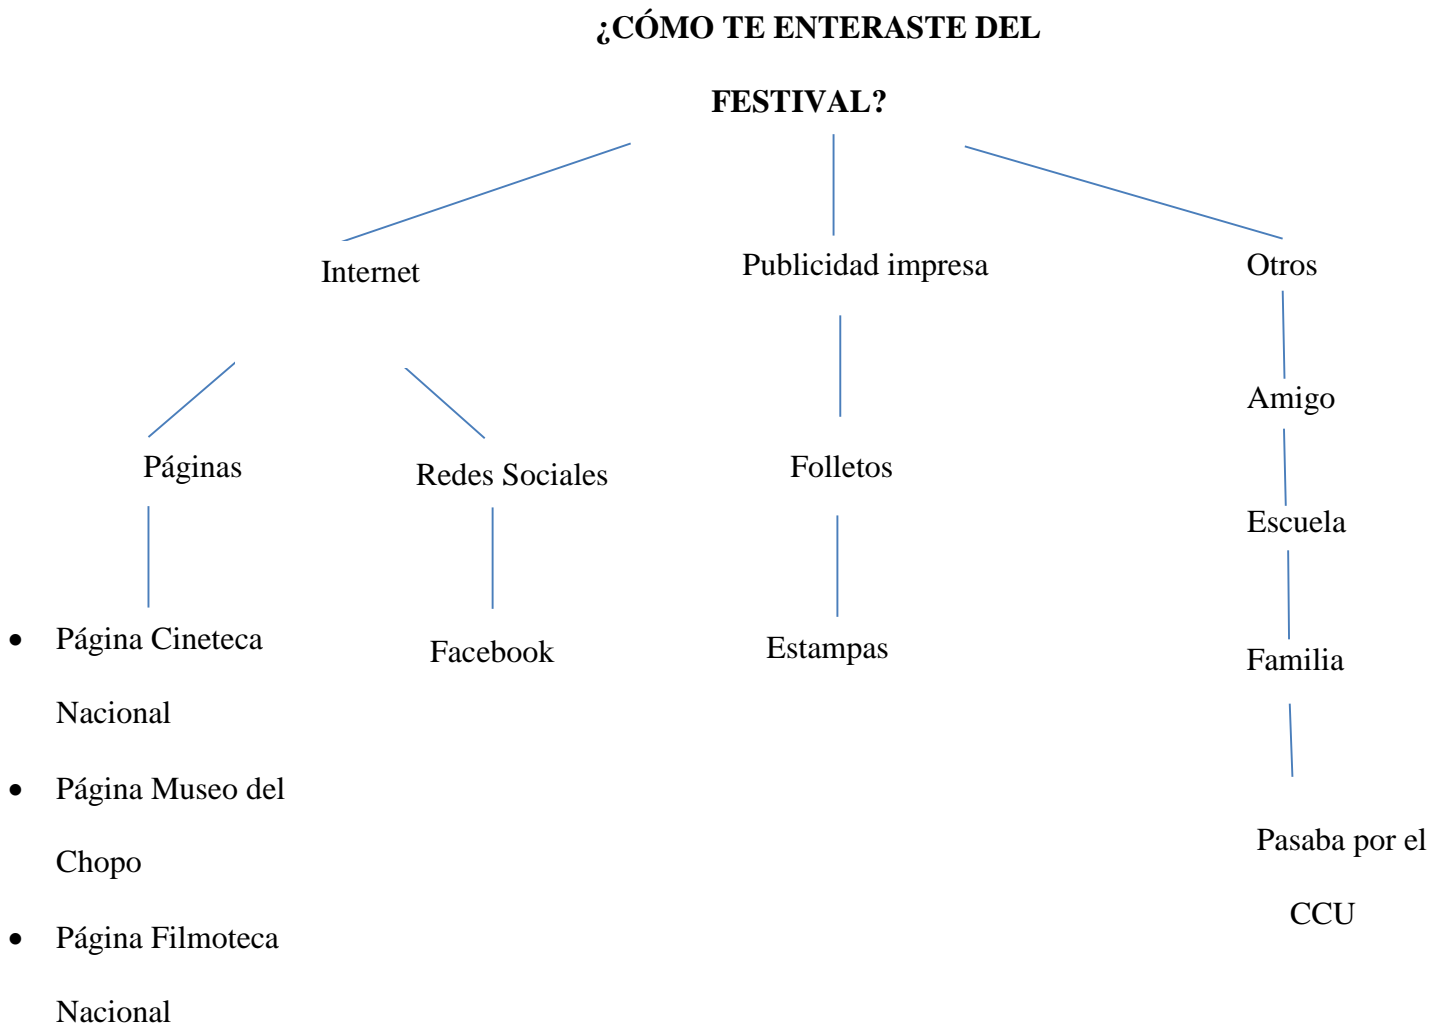 ¿CÓMO TE ENTERASTE DEL
FESTIVAL?
Internet
Publicidad impresa
Otros
Amigo
Páginas
Redes Sociales
Folletos
Escuela
• Página Cineteca
Nacional
Facebook
Estampas
Familia
• Página Museo del
Chopo
Pasaba por el
CCU
• Página Filmoteca
Nacional